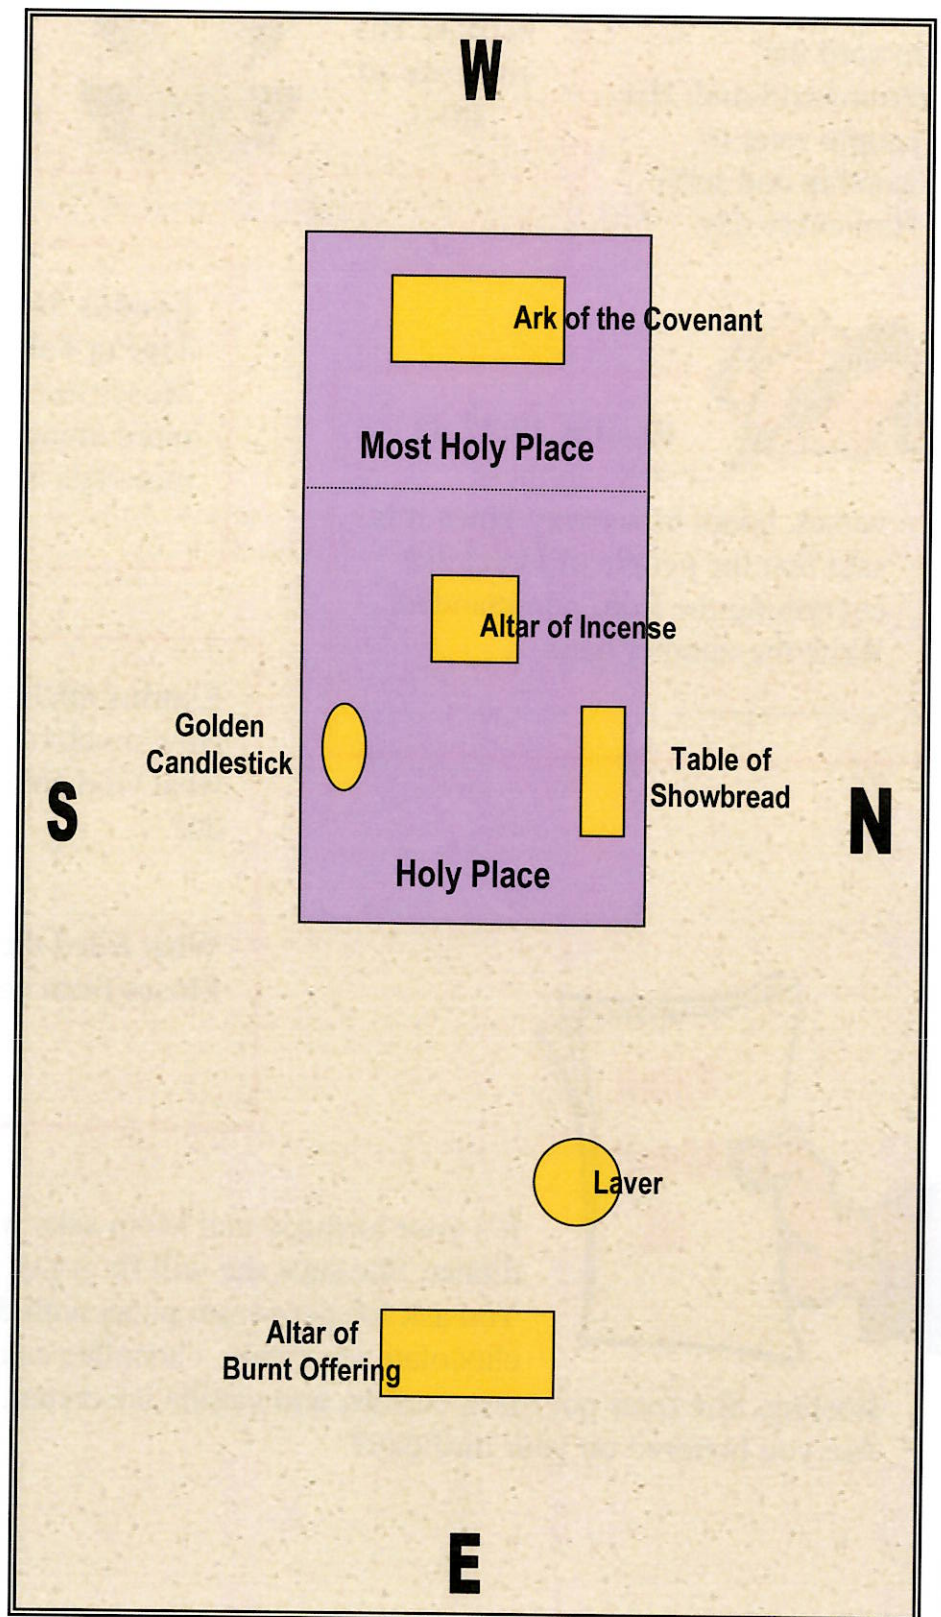 W
Ark of the Covenant
Most Holy Place
Altar of Incense
Golden
Candlestick
Table of
Showbread
S
N
Holy Place
Laver
Altar of
Burnt Offering
E